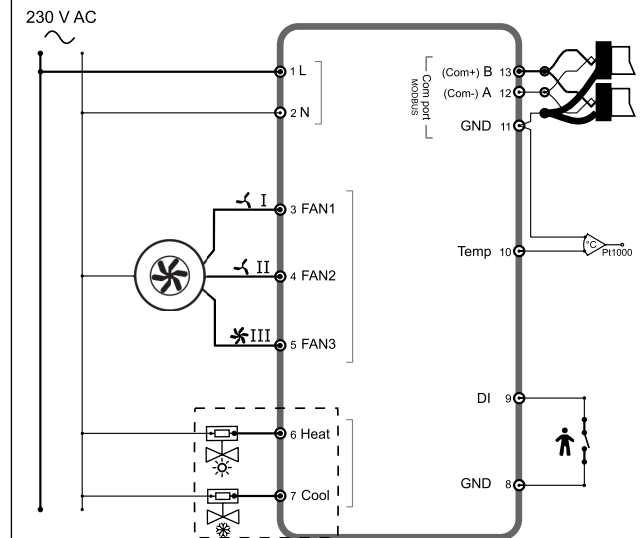 230 V AC
1 L
2 N
I
3 FAN1
II
4 FAN2
III
5 FAN3
6 Heat
7 Cool
(Com+) B 13
(Com-) A 12
Com port
MODBUS
GND 11
Temp 10
°C
Pt1000
DI 9
GND 8